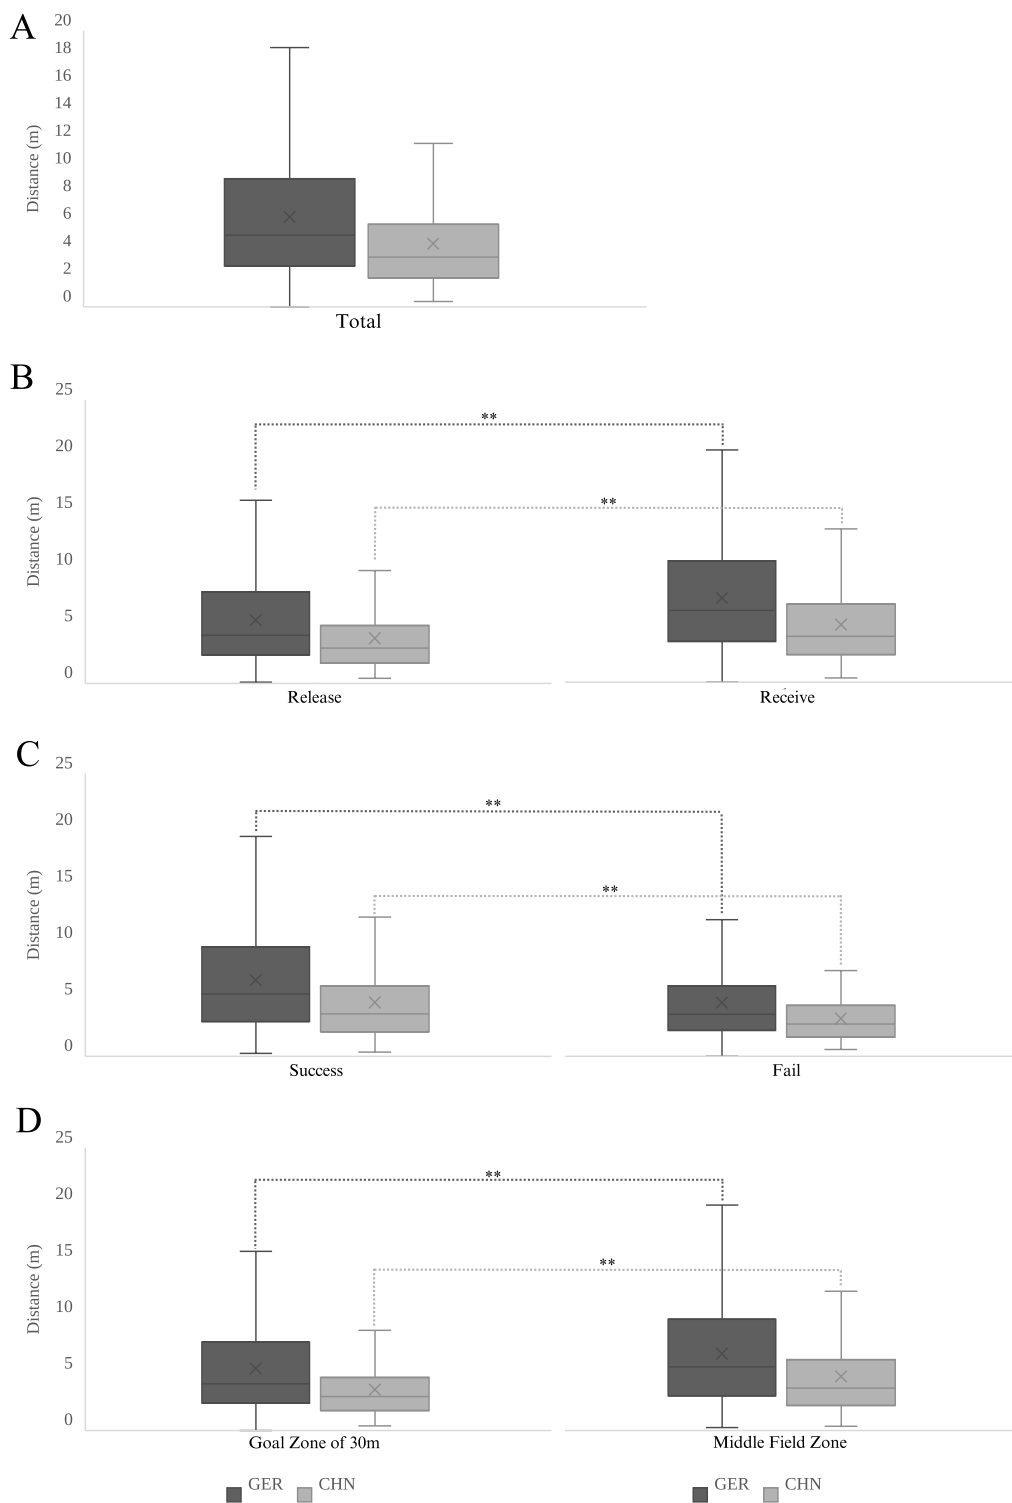 A
20
18
16
14
12
10
8
6
4
2
0
Distance (m)
Total
B
25
20
15
10
5
0
Distance (m)
**
**
Release
Receive
C
25
20
15
10
5
0
Distance (m)
**
**
Success
Fail
D
25
20
15
10
5
0
Distance (m)
**
**
Goal Zone of 30m
Middle Field Zone
GER CHN
GER CHN